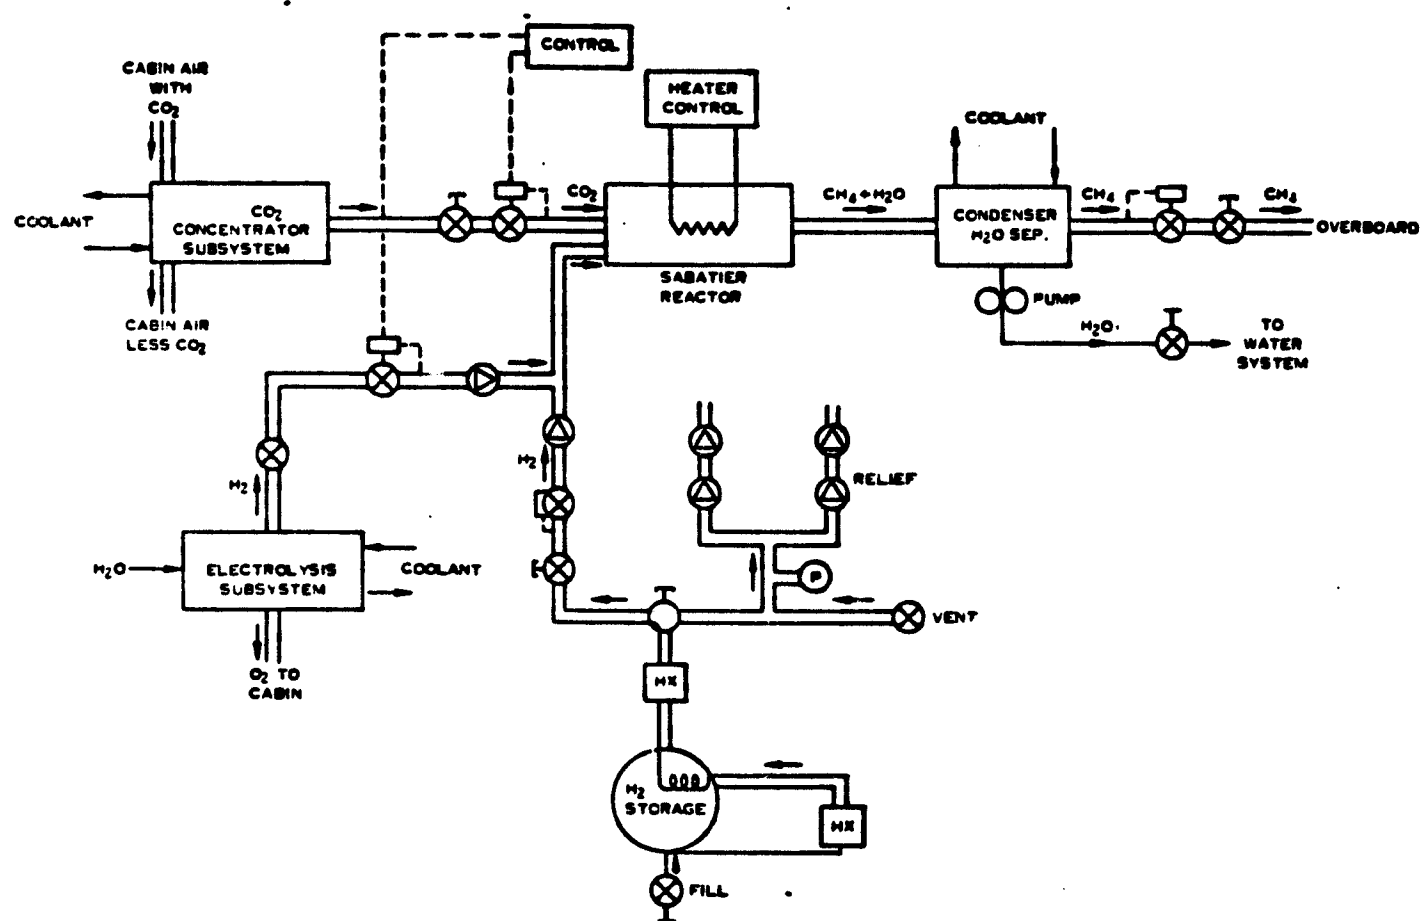 CONTROL
CABIN AIR
WITH
CO2
HEATER
CONTROL
COOLANT
CO2
CH4 + H2O
CH4
CH4
COOLANT
CO2
CONCENTRATOR
SUBSYSTEM
CONDENSER
H2O SEP.
OVERBOARD
SABATIER
REACTOR
PUMP
CABIN AIR
LESS CO2
H2O
TO
WATER
SYSTEM
H2
H2
RELIEF
H2O
ELECTROLYSIS
SUBSYSTEM
COOLANT
P
VENT
O2 TO
CABIN
HX
H2
STORAGE
HX
FILL